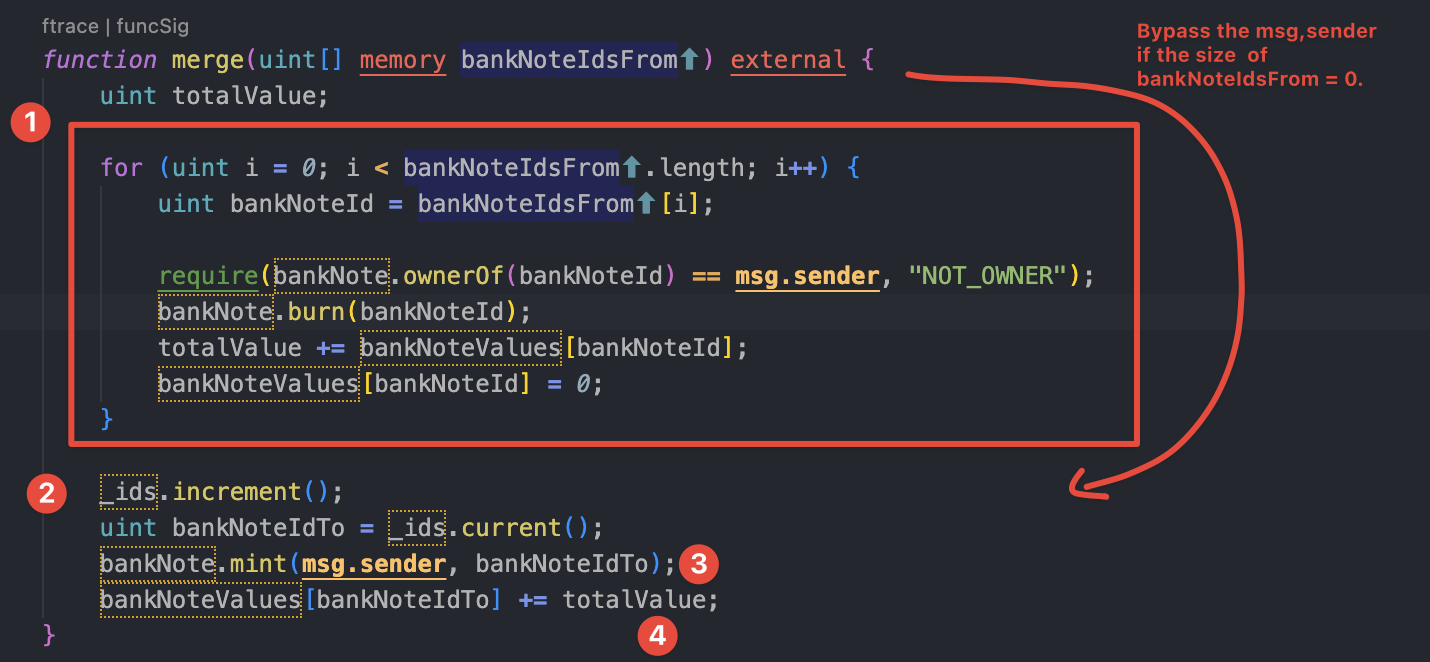 ftrace | funcSig
function merge(uint[] memory bankNoteIdsFrom⬆) external {
Bypass the msg,sender
if the size of
bankNoteIdsFrom = 0.
uint totalValue;
1
for (uint i = 0; i < bankNoteIdsFrom⬆.length; i++) {
uint bankNoteId = bankNoteIdsFrom⬆[i];
require(bankNote.ownerOf(bankNoteId) == msg.sender, "NOT_OWNER");
bankNote.burn(bankNoteId);
totalValue += bankNoteValues[bankNoteId];
bankNoteValues[bankNoteId] = 0;
}
2
_ids.increment();
uint bankNoteIdTo = _ids.current();
bankNote.mint(msg.sender, bankNoteIdTo); 3
bankNoteValues[bankNoteIdTo] += totalValue;
4
}